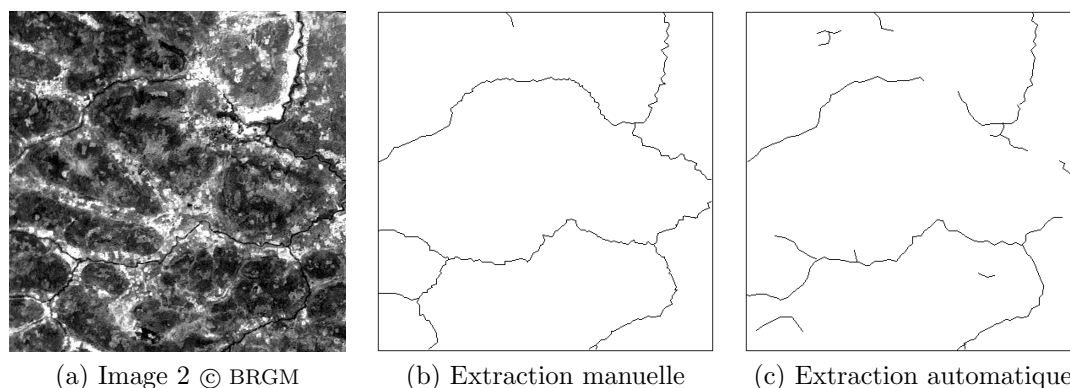 (a) Image 2 © BRGM
(b) Extraction manuelle
(c) Extraction automatique